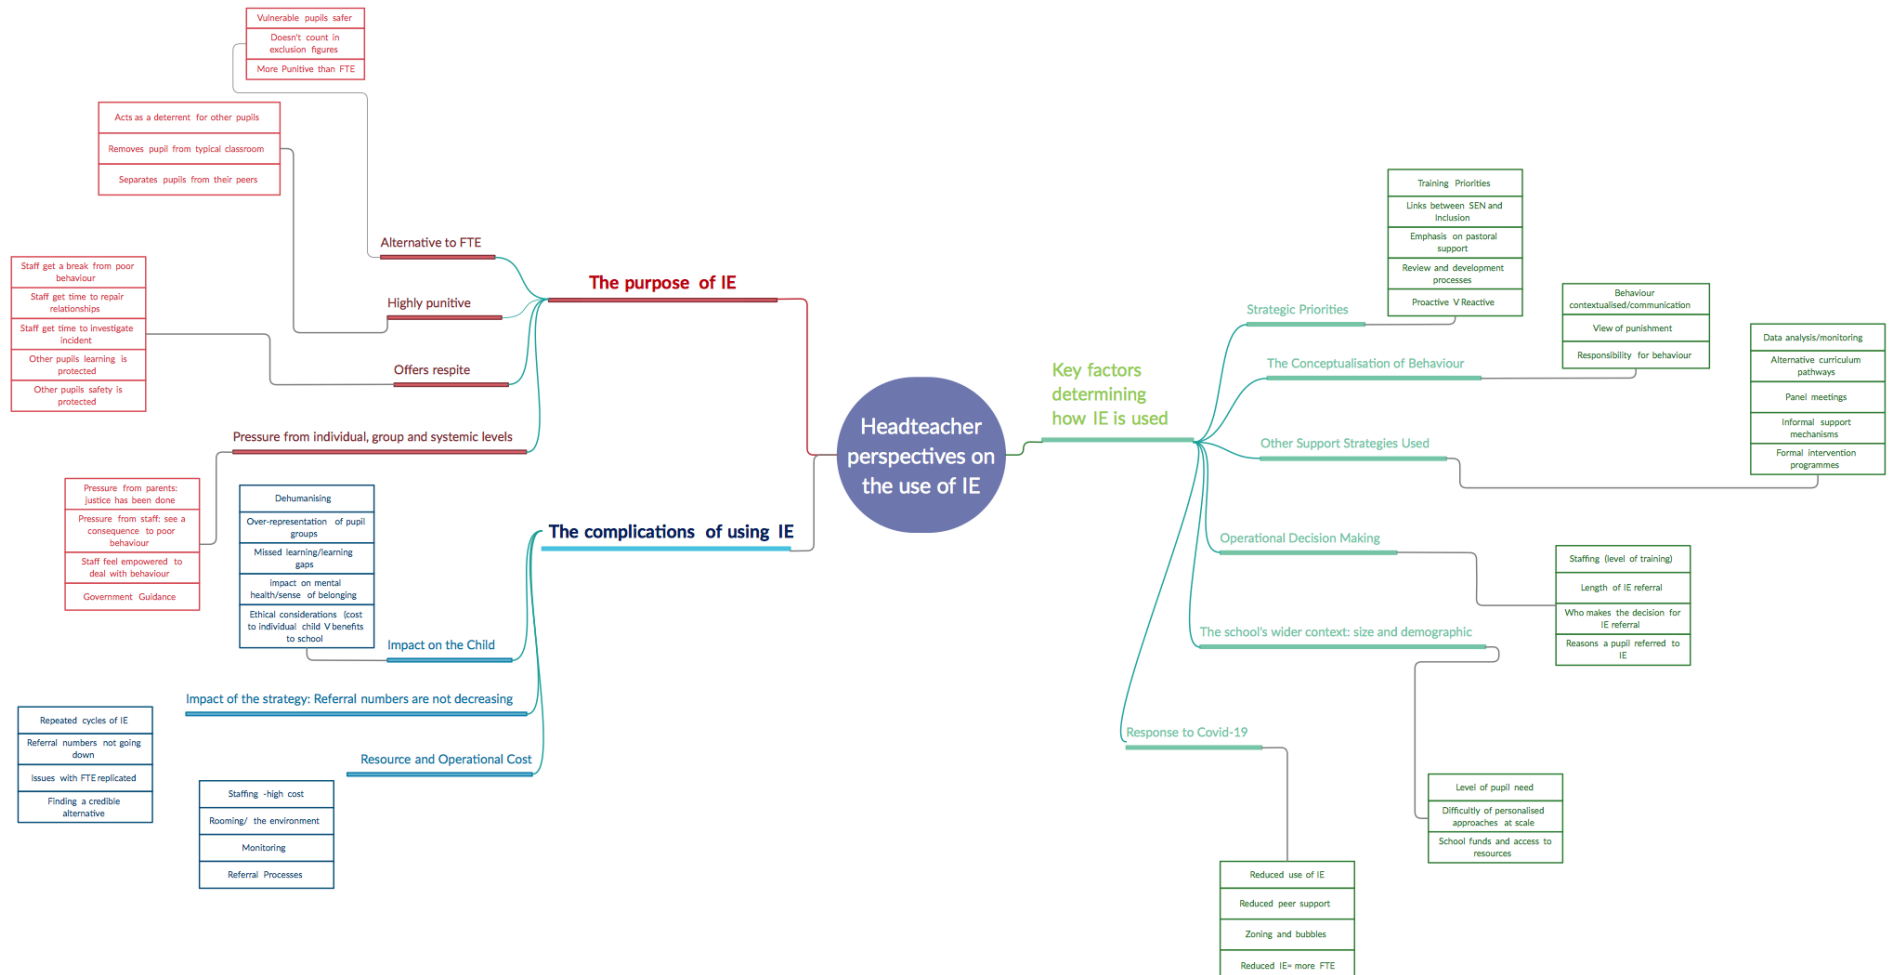 Headteacher
perspectives on
the use of IE
The purpose of IE
Alternative to FTE
Vulnerable pupils safer
Doesn't count in
exclusion figures
More Punitive than FTE
Highly punitive
Acts as a deterrent for other pupils
Removes pupil from typical classroom
Separates pupils from their peers
Offers respite
Staff get a break from poor
behaviour
Staff get time to repair
relationships
Staff get time to investigate
incident
Other pupils learning is
protected
Other pupils safety is
protected
Pressure from individual, group and systemic levels
Pressure from parents:
justice has been done
Pressure from staff: see a
consequence to poor
behaviour
Staff feel empowered to
deal with behaviour
Government Guidance
The complications of using IE
Impact on the Child
Dehumanising
Over-representation of pupil
groups
Missed learning/learning
gaps
impact on mental
health/sense of belonging
Ethical considerations (cost
to individual child V benefits
to school
Impact of the strategy: Referral numbers are not decreasing
Repeated cycles of IE
Referral numbers not going
down
Issues with FTE replicated
Finding a credible
alternative
Resource and Operational Cost
Staffing -high cost
Rooming/ the environment
Monitoring
Referral Processes
Key factors
determining
how IE is used
Strategic Priorities
Training Priorities
Links between SEN and
Inclusion
Emphasis on pastoral
support
Review and development
processes
Proactive V Reactive
The Conceptualisation of Behaviour
Behaviour
contextualised/communication
View of punishment
Responsibility for behaviour
Other Support Strategies Used
Data analysis/monitoring
Alternative curriculum
pathways
Panel meetings
Informal support
mechanisms
Formal intervention
programmes
Operational Decision Making
Staffing (level of training)
Length of IE referral
Who makes the decision for
IE referral
Reasons a pupil referred to
IE
The school's wider context: size and demographic
Level of pupil need
Difficultly of personalised
approaches at scale
School funds and access to
resources
Response to Covid-19
Reduced use of IE
Reduced peer support
Zoning and bubbles
Reduced IE= more FTE